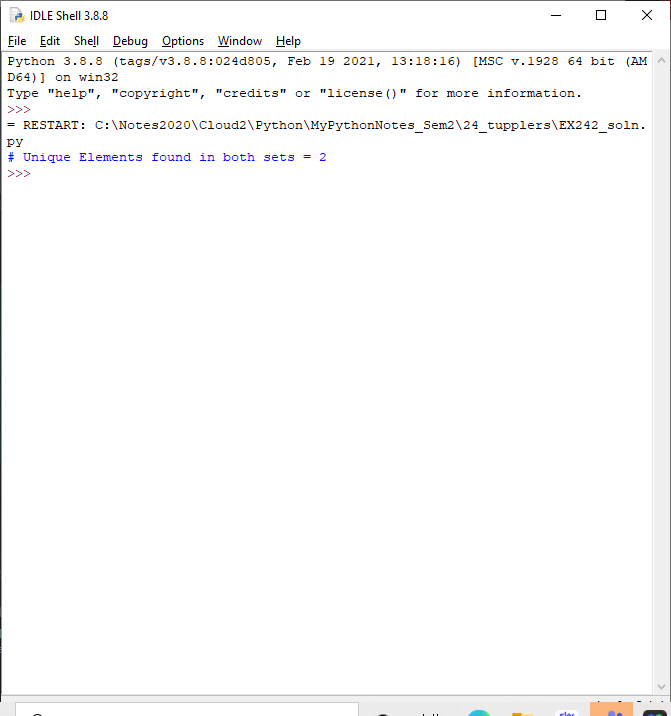 IDLE Shell 3.8.8
File Edit Shell Debug Options Window Help
Python 3.8.8 (tags/v3.8.8:024d805, Feb 19 2021, 13:18:16) [MSC v.1928 64 bit (AM
D64)] on win32
Type "help", "copyright", "credits" or "license()" for more information.
>>>
= RESTART: C:\Notes2020\Cloud2\Python\MyPythonNotes_Sem2\24_tupplers\EX242_soln.
py
# Unique Elements found in both sets = 2
>>>
sky